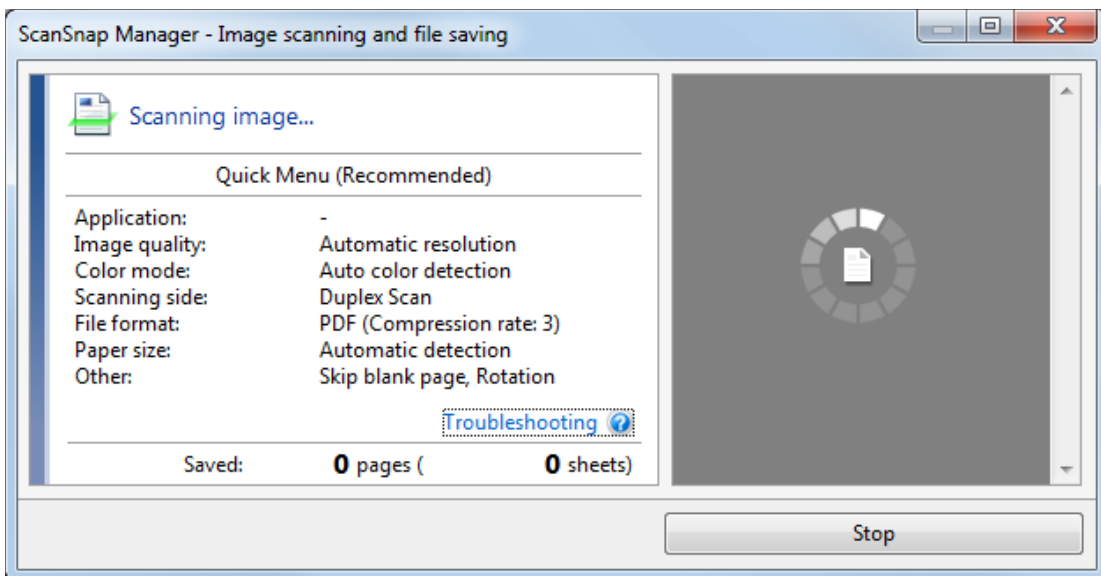 ScanSnap Manager - Image scanning and file saving
Scanning image...
Quick Menu (Recommended)
Application: -
Image quality: Automatic resolution
Color mode: Auto color detection
Scanning side: Duplex Scan
File format: PDF (Compression rate: 3)
Paper size: Automatic detection
Other: Skip blank page, Rotation
Troubleshooting ?
Saved: 0 pages ( 0 sheets)
Stop